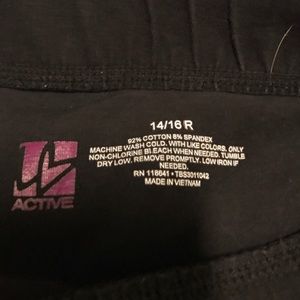 14/16 R
92% COTTON 8% SPANDEX
MACHINE WASH COLD. WITH LIKE COLORS. ONLY
NON-CHLORINE BLEACH WHEN NEEDED. TUMBLE
DRY LOW. REMOVE PROMPTLY. LOW IRON IF
NEEDED.
RN 118641 • TBS3011042
MADE IN VIETNAM
ACTIVE